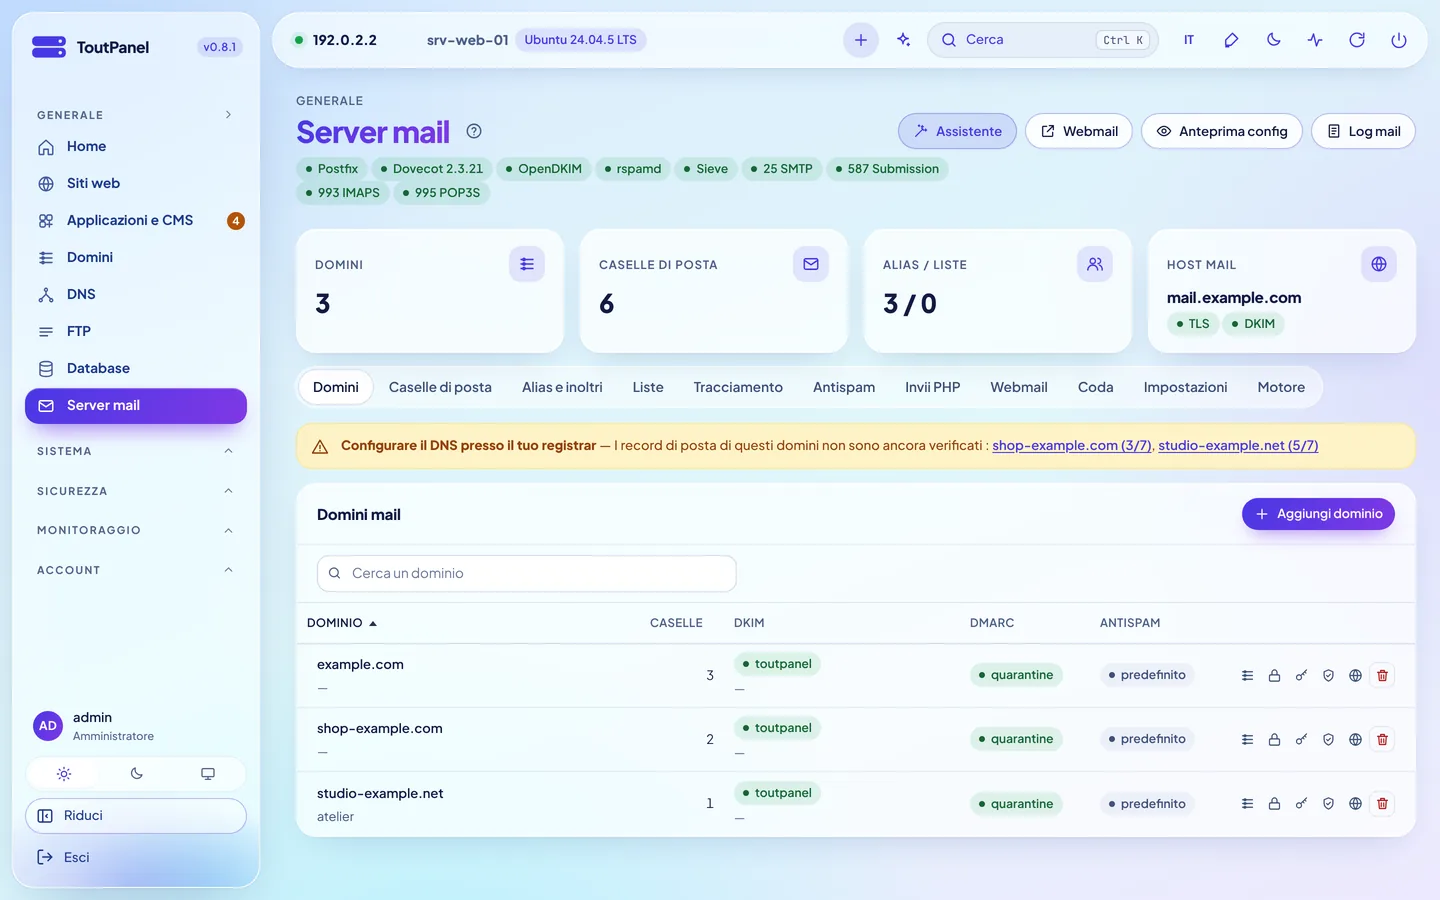 ToutPanel
v0.8.1
GENERALE
Home
Siti web
Applicazioni e CMS
4
Domini
DNS
FTP
Database
Server mail
SISTEMA
SICUREZZA
MONITORAGGIO
ACCOUNT
AD
admin
Amministratore
Riduci
Esci
192.0.2.2
srv-web-01
Ubuntu 24.04.5 LTS
Cerca
Ctrl K
IT
GENERALE
Server mail
Assistente
Webmail
Anteprima config
Log mail
Postfix
Dovecot 2.3.21
OpenDKIM
rspamd
Sieve
25 SMTP
587 Submission
993 IMAPS
995 POP3S
DOMINI
3
CASELLE DI POSTA
6
ALIAS / LISTE
3 / 0
HOST MAIL
mail.example.com
TLS
DKIM
Domini
Caselle di posta
Alias e inoltri
Liste
Tracciamento
Antispam
Invii PHP
Webmail
Coda
Impostazioni
Motore
Configurare il DNS presso il tuo registrar — I record di posta di questi domini non sono ancora verificati : shop-example.com (3/7), studio-example.net (5/7)
Domini mail
Aggiungi dominio
Cerca un dominio
DOMINIO
CASELLE
DKIM
DMARC
ANTISPAM
example.com
—
3
toutpanel
—
quarantine
predefinito
shop-example.com
—
2
toutpanel
—
quarantine
predefinito
studio-example.net
atelier
1
toutpanel
—
quarantine
predefinito